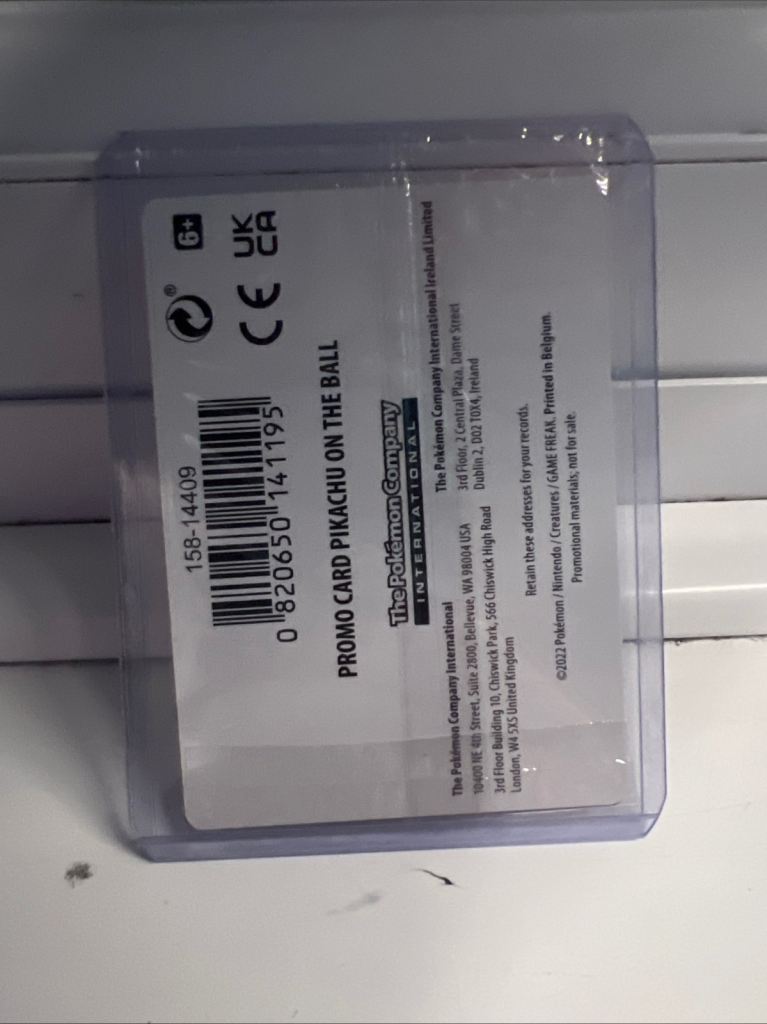 158-14409
0 820650 141195
6+
UK
CA
CE
PROMO CARD PIKACHU ON THE BALL
The Pokémon Company
INTERNATIONAL
The Pokémon Company International
10400 NE 4th Street, Suite 2800, Bellevue, WA 98004 USA
3rd Floor Building 10, Chiswick Park, 566 Chiswick High Road
London, W4 5XS United Kingdom
The Pokémon Company International Ireland Limited
3rd Floor, 2 Central Plaza, Dame Street
Dublin 2, D02 T0X4, Ireland
Retain these addresses for your records.
©2022 Pokémon / Nintendo / Creatures / GAME FREAK. Printed in Belgium.
Promotional materials; not for sale.